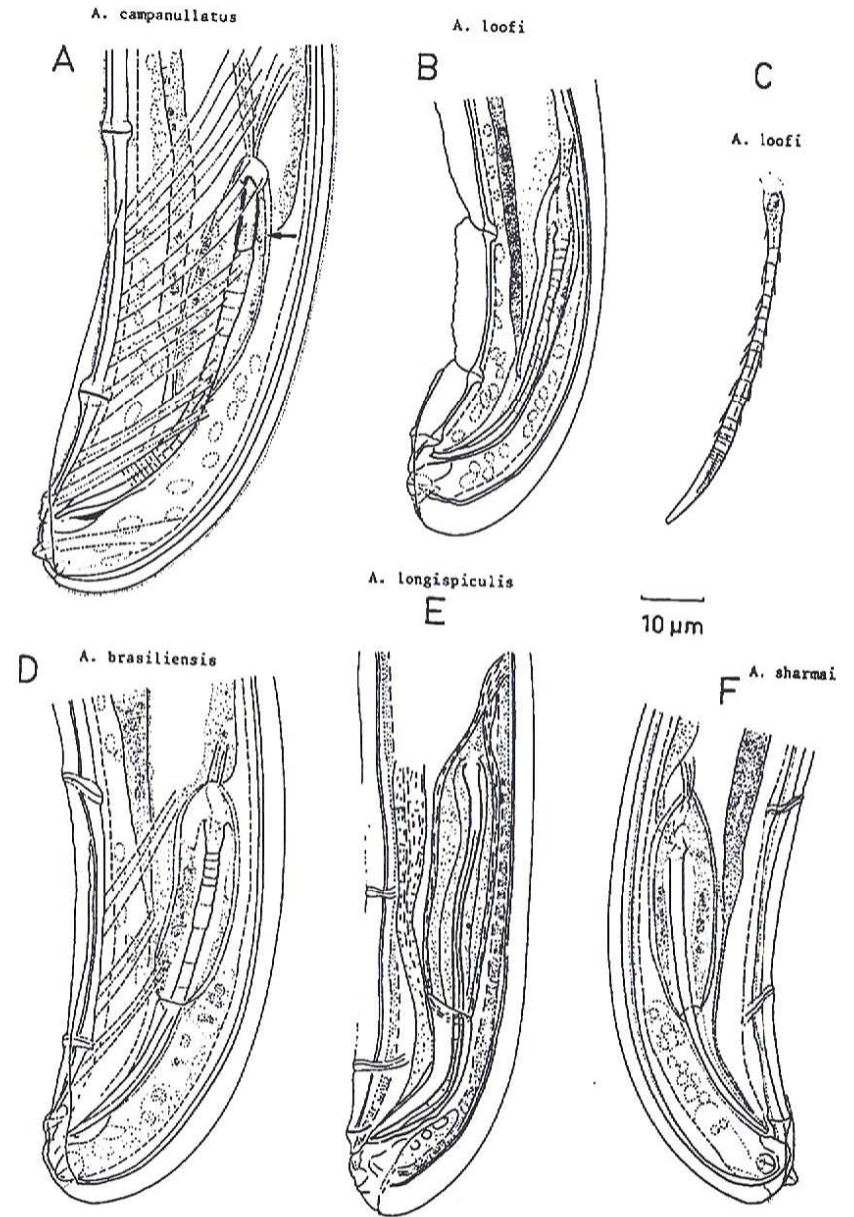 A. campanullatus
A
A. loofi
B
C
A. loofi
A. longispiculis
E
10 µm
D
A. brasiliensis
F
A. sharmai